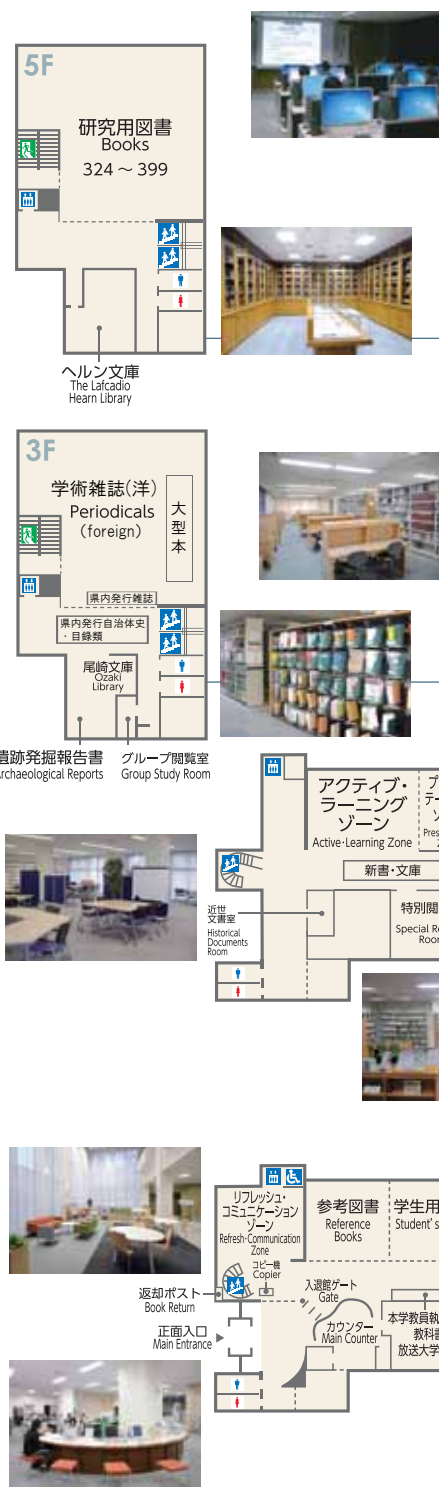 5F
研究用図書
Books
324 ～ 399
ヘルン文庫
The Lafcadio
Hearn Library
3F
学術雑誌(洋)
Periodicals
(foreign)
大型本
県内発行雑誌
県内発行自治体史
・目録類
尾崎文庫
Ozaki
Library
遺跡発掘報告書
Archaeological Reports
グループ閲覧室
Group Study Room
アクティブ・
ラーニング
ゾーン
Active・Learning Zone
プ
テー
ゾ
Pres
新書・文庫
近世
文書室
Historical
Documents
Room
特別閲
Special Re
Roo
リフレッシュ・
コミュニケーション
ゾーン
Refresh・Communication
Zone
参考図書
Reference
Books
学生用
Student's
コピー機
Copier
入退館ゲート
Gate
返却ポスト
Book Return
正面入口
Main Entrance
カウンター
Main Counter
本学教員執
教科書
放送大学